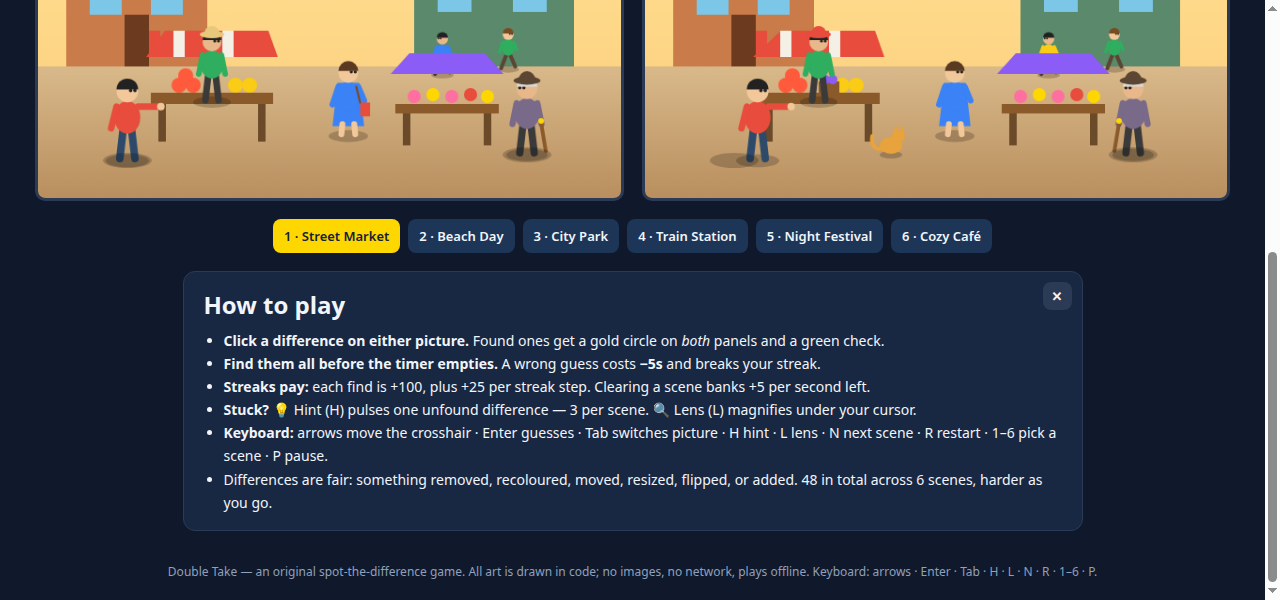 1 · Street Market
2 · Beach Day
3 · City Park
4 · Train Station
5 · Night Festival
6 · Cozy Café
How to play
×
• Click a difference on either picture. Found ones get a gold circle on both panels and a green check.
• Find them all before the timer empties. A wrong guess costs −5s and breaks your streak.
• Streaks pay: each find is +100, plus +25 per streak step. Clearing a scene banks +5 per second left.
• Stuck? 💡 Hint (H) pulses one unfound difference — 3 per scene. 🔍 Lens (L) magnifies under your cursor.
• Keyboard: arrows move the crosshair · Enter guesses · Tab switches picture · H hint · L lens · N next scene · R restart · 1–6 pick a
scene · P pause.
• Differences are fair: something removed, recoloured, moved, resized, flipped, or added. 48 in total across 6 scenes, harder as
you go.
Double Take — an original spot-the-difference game. All art is drawn in code; no images, no network, plays offline. Keyboard: arrows · Enter · Tab · H · L · N · R · 1–6 · P.